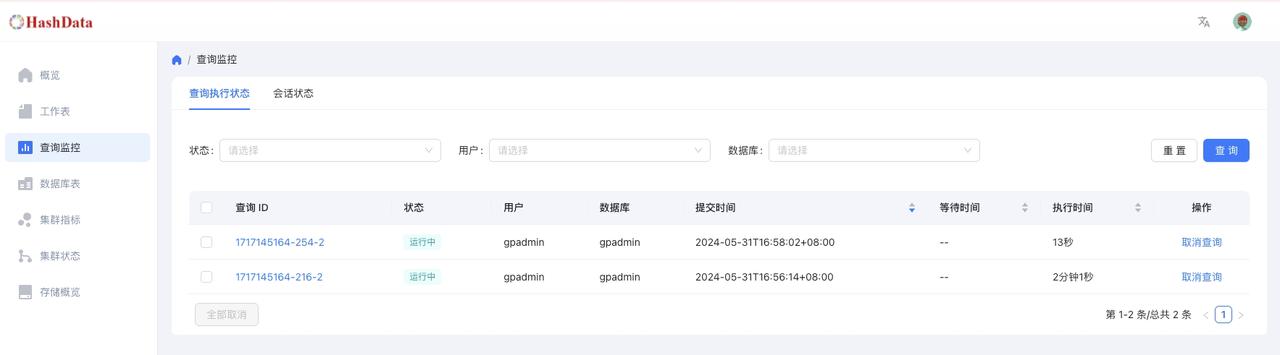 HashData
概览
工作表
查询监控
数据库表
集群指标
集群状态
存储概览
/ 查询监控
查询执行状态 会话状态
状态: 请选择 用户: 请选择 数据库: 请选择 重 置 查 询
查询 ID 状态 用户 数据库 提交时间 等待时间 执行时间 操作
1717145164-254-2 运行中 gpadmin gpadmin 2024-05-31T16:58:02+08:00 -- 13秒 取消查询
1717145164-216-2 运行中 gpadmin gpadmin 2024-05-31T16:56:14+08:00 -- 2分钟1秒 取消查询
全部取消 第 1-2 条/总共 2 条 < 1 >